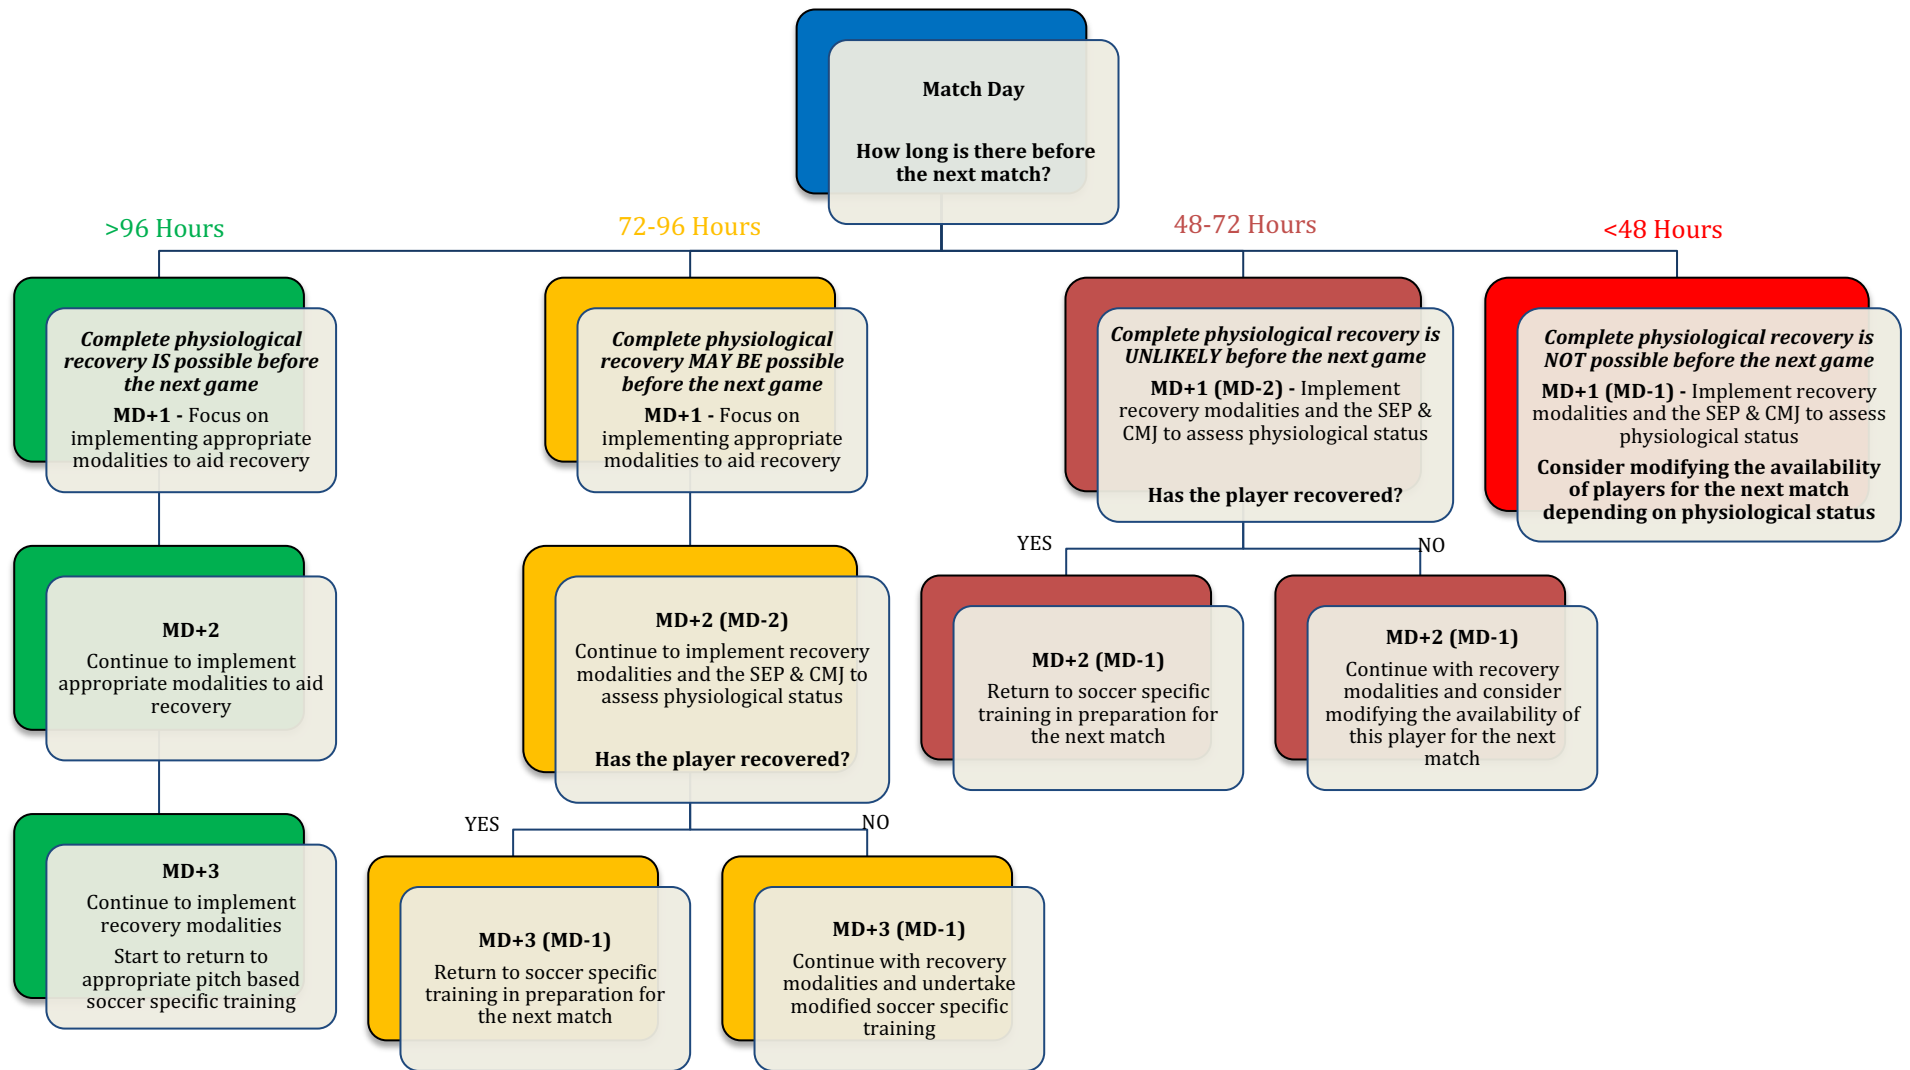 Match Day
How long is there before
the next match?
>96 Hours
72-96 Hours
48-72 Hours
<48 Hours
Complete physiological
recovery IS possible before
the next game
MD+1 - Focus on
implementing appropriate
modalities to aid recovery
Complete physiological
recovery MAY BE possible
before the next game
MD+1 - Focus on
implementing appropriate
modalities to aid recovery
Complete physiological recovery is
UNLIKELY before the next game
MD+1 (MD-2) - Implement
recovery modalities and the SEP &
CMJ to assess physiological status
Has the player recovered?
Complete physiological recovery is
NOT possible before the next game
MD+1 (MD-1) - Implement recovery
modalities and the SEP & CMJ to assess
physiological status
Consider modifying the availability
of players for the next match
depending on physiological status
YES
NO
MD+2
Continue to implement
appropriate modalities to aid
recovery
MD+2 (MD-2)
Continue to implement recovery
modalities and the SEP & CMJ to
assess physiological status
Has the player recovered?
MD+2 (MD-1)
Return to soccer specific
training in preparation for
the next match
MD+2 (MD-1)
Continue with recovery
modalities and consider
modifying the availability of
this player for the next
match
YES
NO
MD+3
Continue to implement
recovery modalities
Start to return to
appropriate pitch based
soccer specific training
MD+3 (MD-1)
Return to soccer specific
training in preparation for
the next match
MD+3 (MD-1)
Continue with recovery
modalities and undertake
modified soccer specific
training